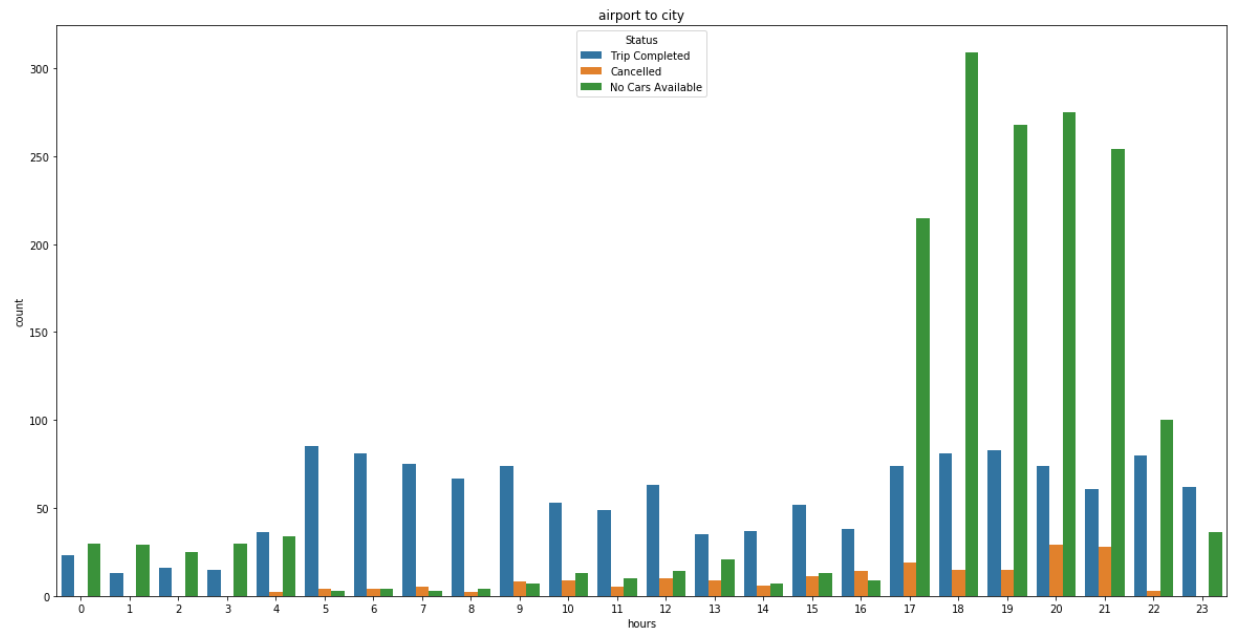 airport to city
Status
Trip Completed
Cancelled
No Cars Available
300
250
200
150
100
50
0
count
0 1 2 3 4 5 6 7 8 9 10 11 12 13 14 15 16 17 18 19 20 21 22 23
hours